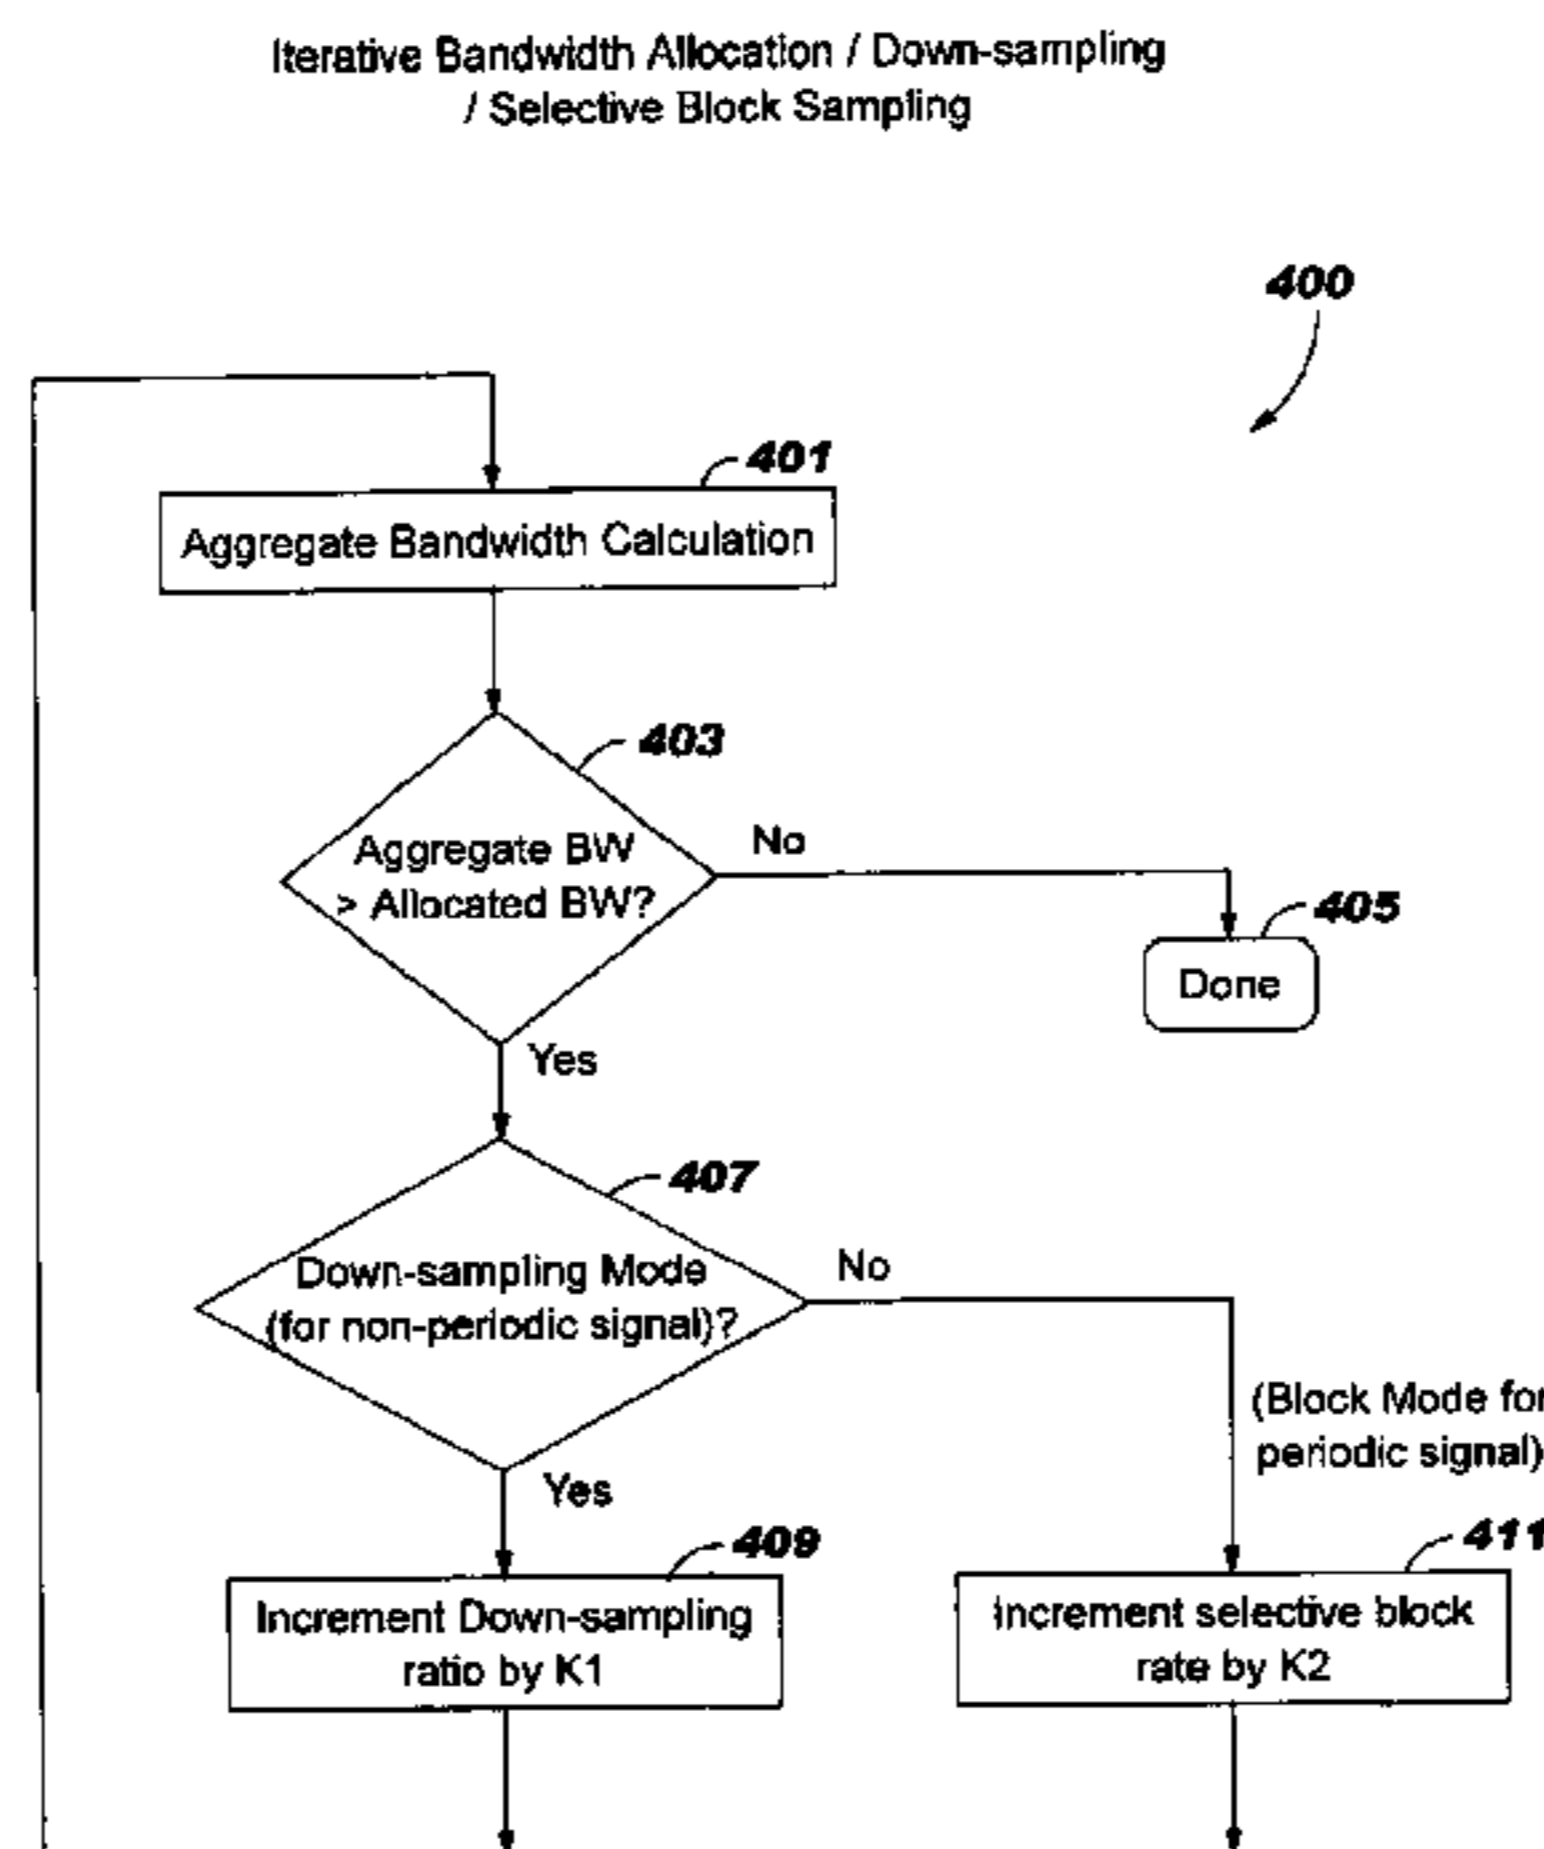 Iterative Bandwidth Allocation / Down-sampling
/ Selective Block Sampling
400
401
Aggregate Bandwidth Calculation
403
Aggregate BW
> Allocated BW?
No
405
Done
Yes
407
Down-sampling Mode
(for non-periodic signal)?
No
(Block Mode for
periodic signal)
Yes
409
Increment Down-sampling
ratio by K1
411
Increment selective block
rate by K2